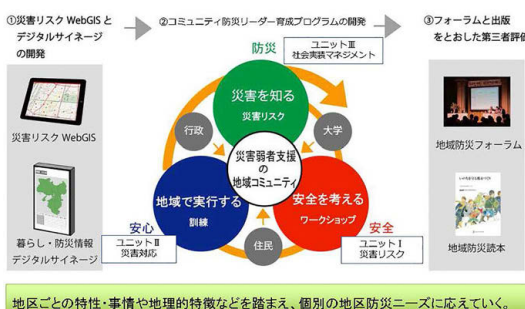 ①災害リスク WebGIS と
デジタルサイネージ
の開発
②コミュニティ防災リーダー育成プログラムの開発
③フォーラムと出版
をとおした第三者評価
災害リスク WebGIS
暮らし・防災情報
デジタルサイネージ
防災
ユニットⅢ
社会実装マネジメント
災害を知る
災害リスク
行政
大学
災害弱者支援
の
地域コミュニティ
地域で実行する
訓練
安全を考える
ワークショップ
安心
ユニットⅡ
災害対応
住民
安全
ユニットⅠ
災害リスク
地域防災フォーラム
地域防災読本
地区ごとの特性・事情や地理的特徴などを踏まえ、個別の地区防災ニーズに応えていく。